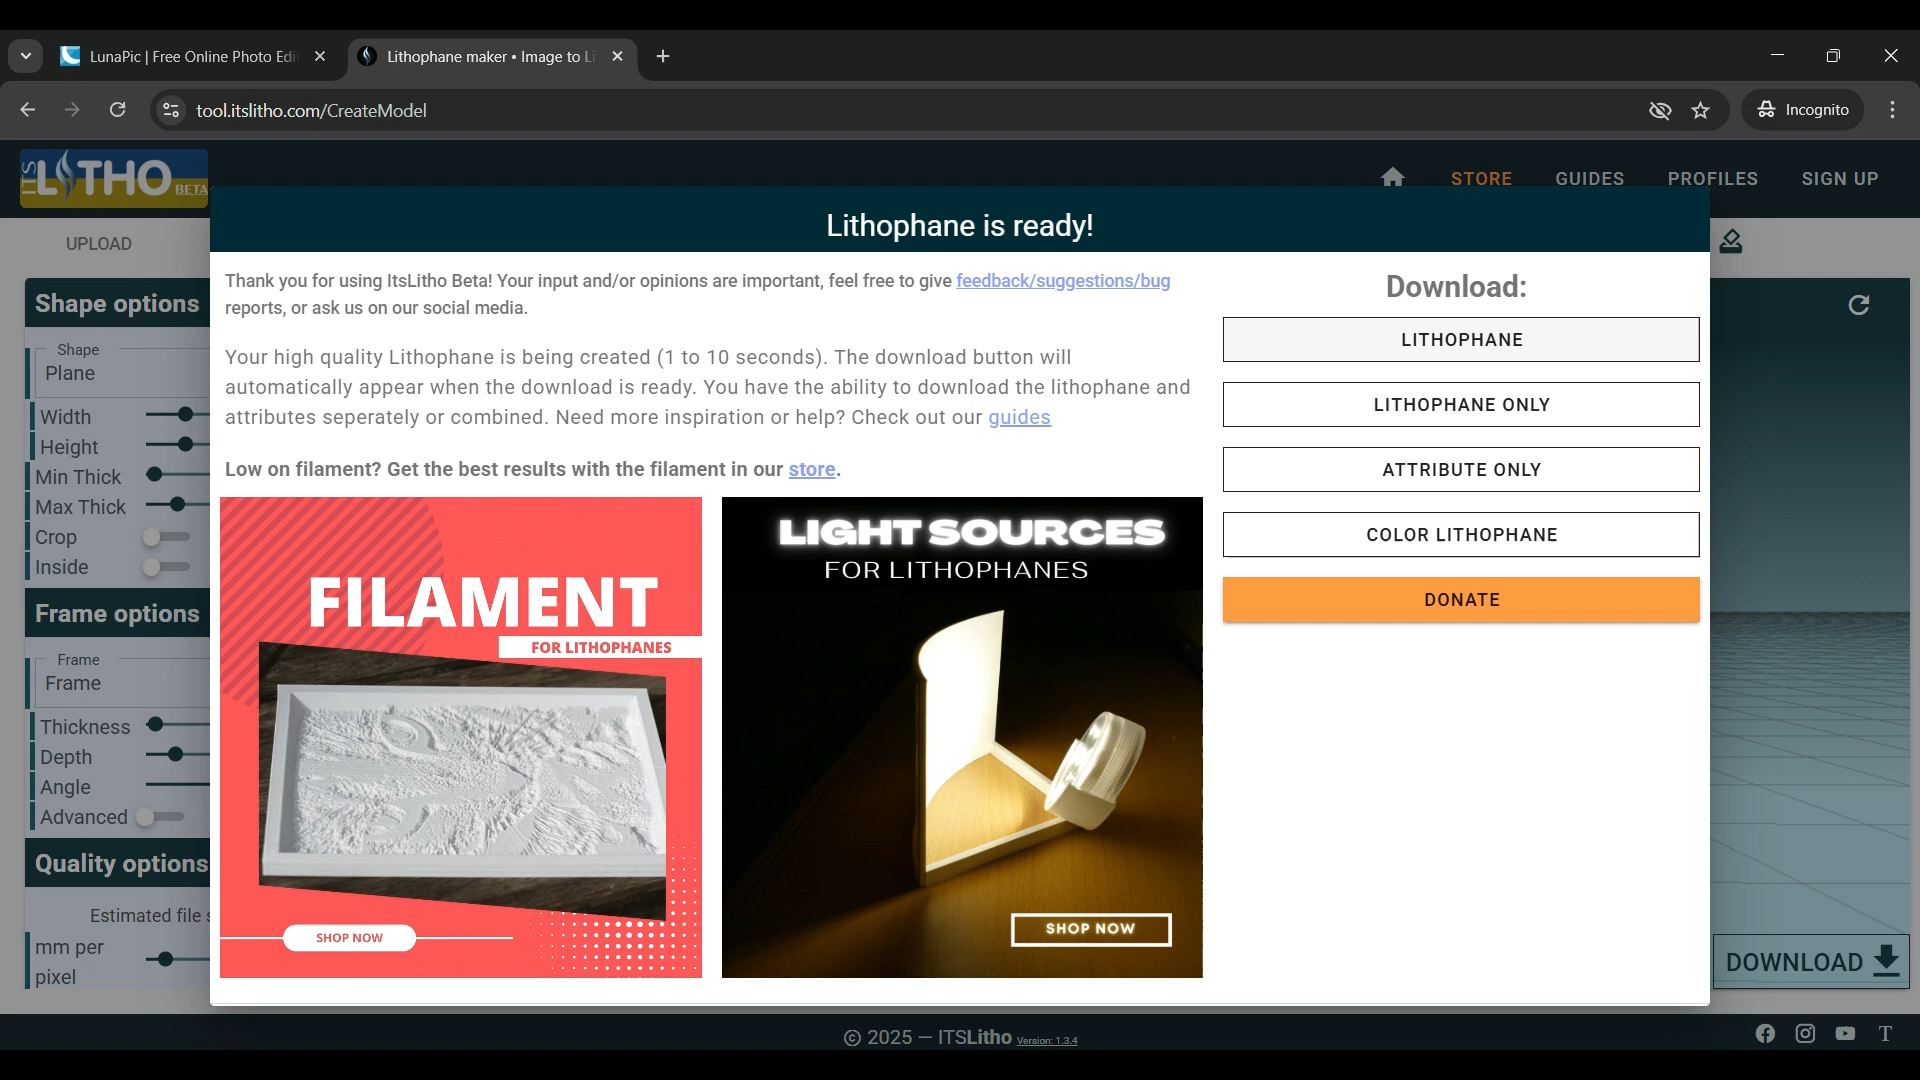 LunaPic | Free Online Photo Edi
Lithophane maker • Image to Li
tool.itslitho.com/CreateModel
Incognito
ITS LITHO BETA
STORE
GUIDES
PROFILES
SIGN UP
UPLOAD
Shape options
Shape
Plane
Width
Height
Min Thick
Max Thick
Crop
Inside
Frame options
Frame
Frame
Thickness
Depth
Angle
Advanced
Quality options
Estimated file s
mm per
pixel
Lithophane is ready!
Thank you for using ItsLitho Beta! Your input and/or opinions are important, feel free to give feedback/suggestions/bug
reports, or ask us on our social media.
Your high quality Lithophane is being created (1 to 10 seconds). The download button will
automatically appear when the download is ready. You have the ability to download the lithophane and
attributes seperately or combined. Need more inspiration or help? Check out our guides
Low on filament? Get the best results with the filament in our store.
FILAMENT
FOR LITHOPHANES
SHOP NOW
LIGHT SOURCES
FOR LITHOPHANES
SHOP NOW
Download:
LITHOPHANE
LITHOPHANE ONLY
ATTRIBUTE ONLY
COLOR LITHOPHANE
DONATE
DOWNLOAD
© 2025 — ITSLitho Version: 1.3.4